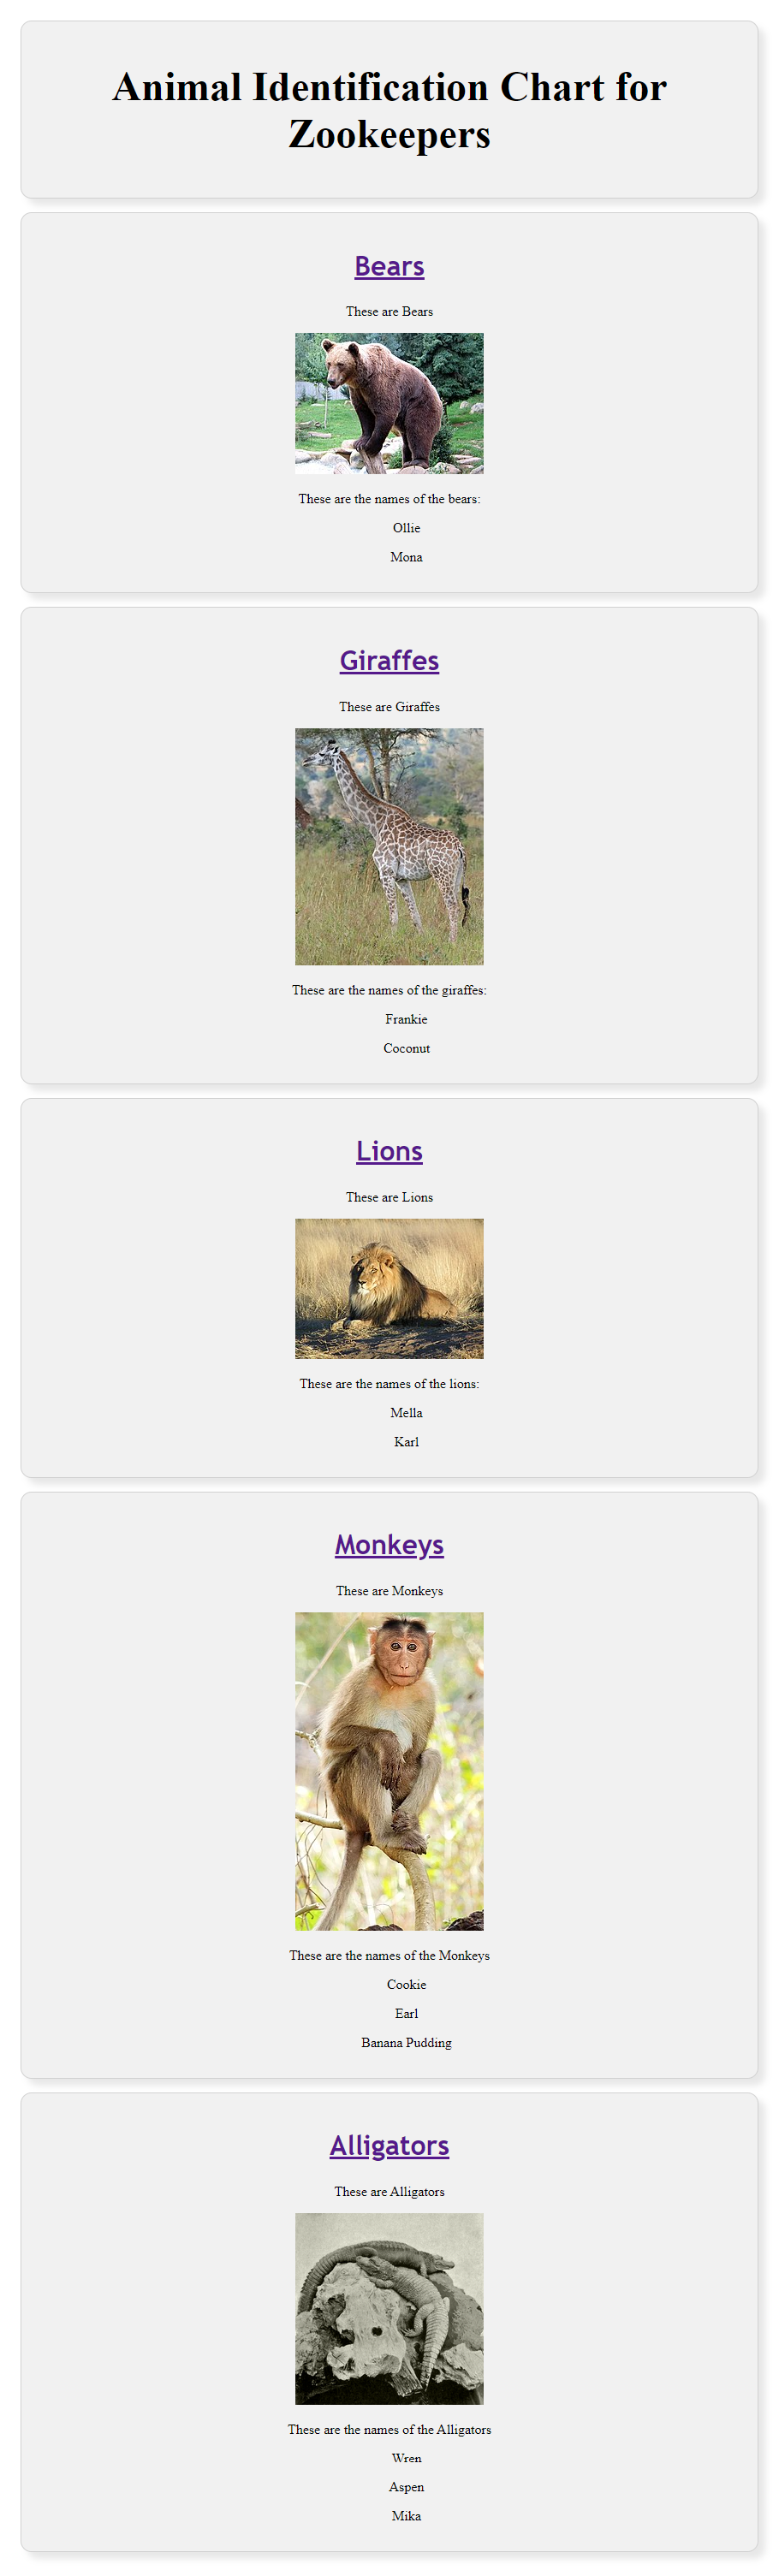 Animal Identification Chart for
Zookeepers
Bears
These are Bears
These are the names of the bears:
Ollie
Mona
Giraffes
These are Giraffes
These are the names of the giraffes:
Frankie
Coconut
Lions
These are Lions
These are the names of the lions:
Mella
Karl
Monkeys
These are Monkeys
These are the names of the Monkeys
Cookie
Earl
Banana Pudding
Alligators
These are Alligators
These are the names of the Alligators
Wren
Aspen
Mika